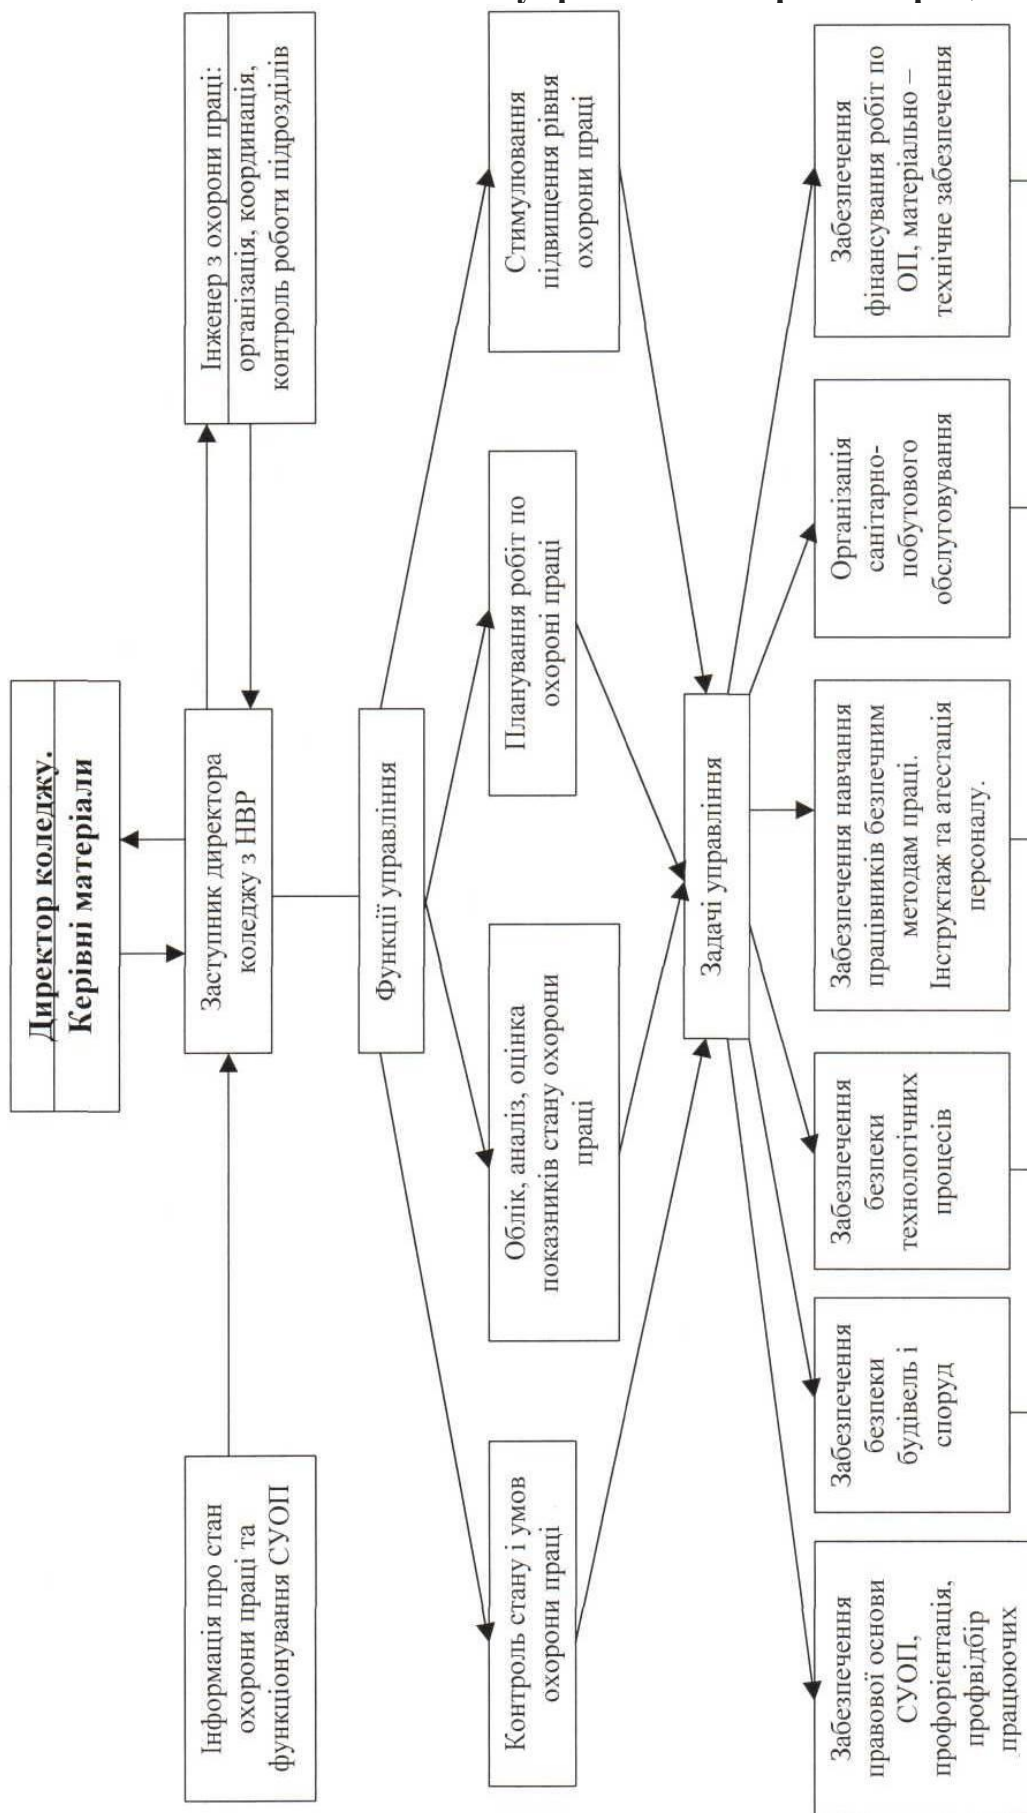 Директор коледжу.
Керівні матеріали
Інформація про стан
охорони праці та
функціонування СУОП
Заступник директора
коледжу з НВР
Інженер з охорони праці:
організація, координація,
контроль роботи підрозділів
Функції управління
Контроль стану і умов
охорони праці
Облік, аналіз, оцінка
показників стану охорони
праці
Планування робіт по
охороні праці
Стимулювання
підвищення рівня
охорони праці
Задачі управління
Забезпечення
правової основи
СУОП,
профорієнтація,
профвідбір
працюючих
Забезпечення
безпеки
будівель і
споруд
Забезпечення
безпеки
технологічних
процесів
Забезпечення навчання
працівників безпечним
методам праці.
Інструктаж та атестація
персоналу.
Організація
санітарно-
побутового
обслуговування
Забезпечення
фінансування робіт по
ОП, матеріально –
технічне забезпечення